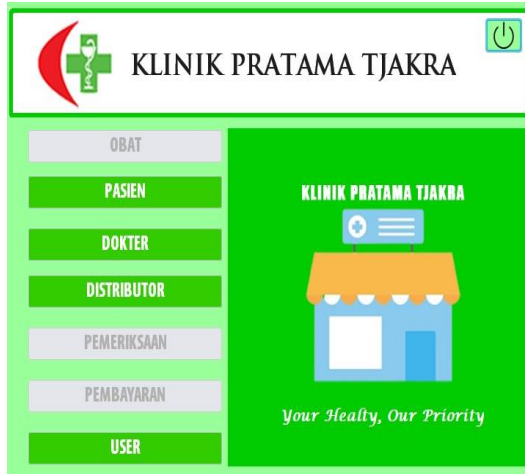 KLINIK PRATAMA TJAKRA
OBAT
PASIEN
DOKTER
DISTRIBUTOR
PEMERIKSAAN
PEMBAYARAN
USER
KLINIK PRATAMA TJAKRA
Your Healty, Our Priority